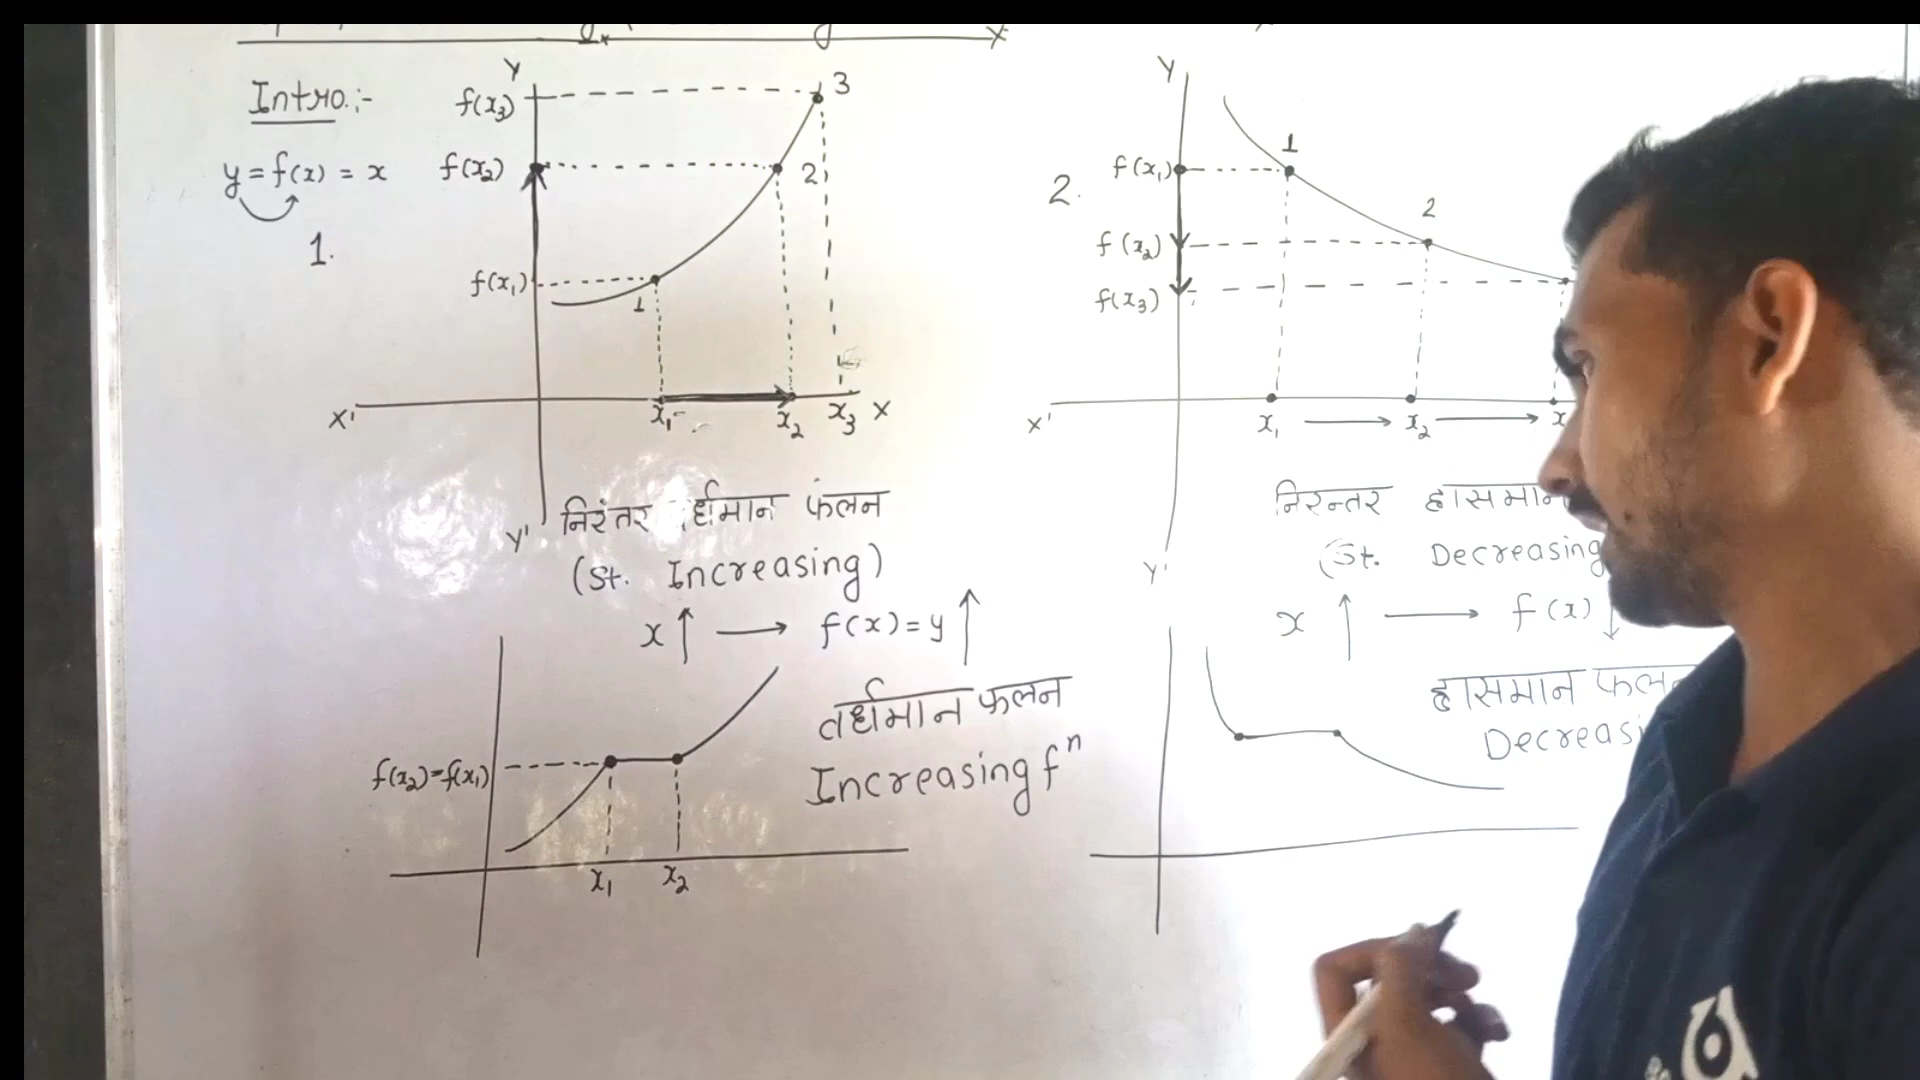 Intro.:-
y = f(x) = x
1.
Y
f(x₃)
f(x₂)
f(x₁)
1
2
3
X'
x₁
x₂
x₃
X
Y'
निरंतर र्धमान फलन
(St. Increasing)
x ↑ → f(x) = y ↑
f(x₂)=f(x₁)
x₁
x₂
वर्धमान फलन
Increasing fⁿ
X
2.
Y
f(x₁)
f(x₂)
f(x₃)
1
2
X'
x₁ → x₂ → x
Y'
निरन्तर ह्रासमान
(St. Decreasing
x ↑ → f(x) ↓
ह्रासमान फलन
Decreasi